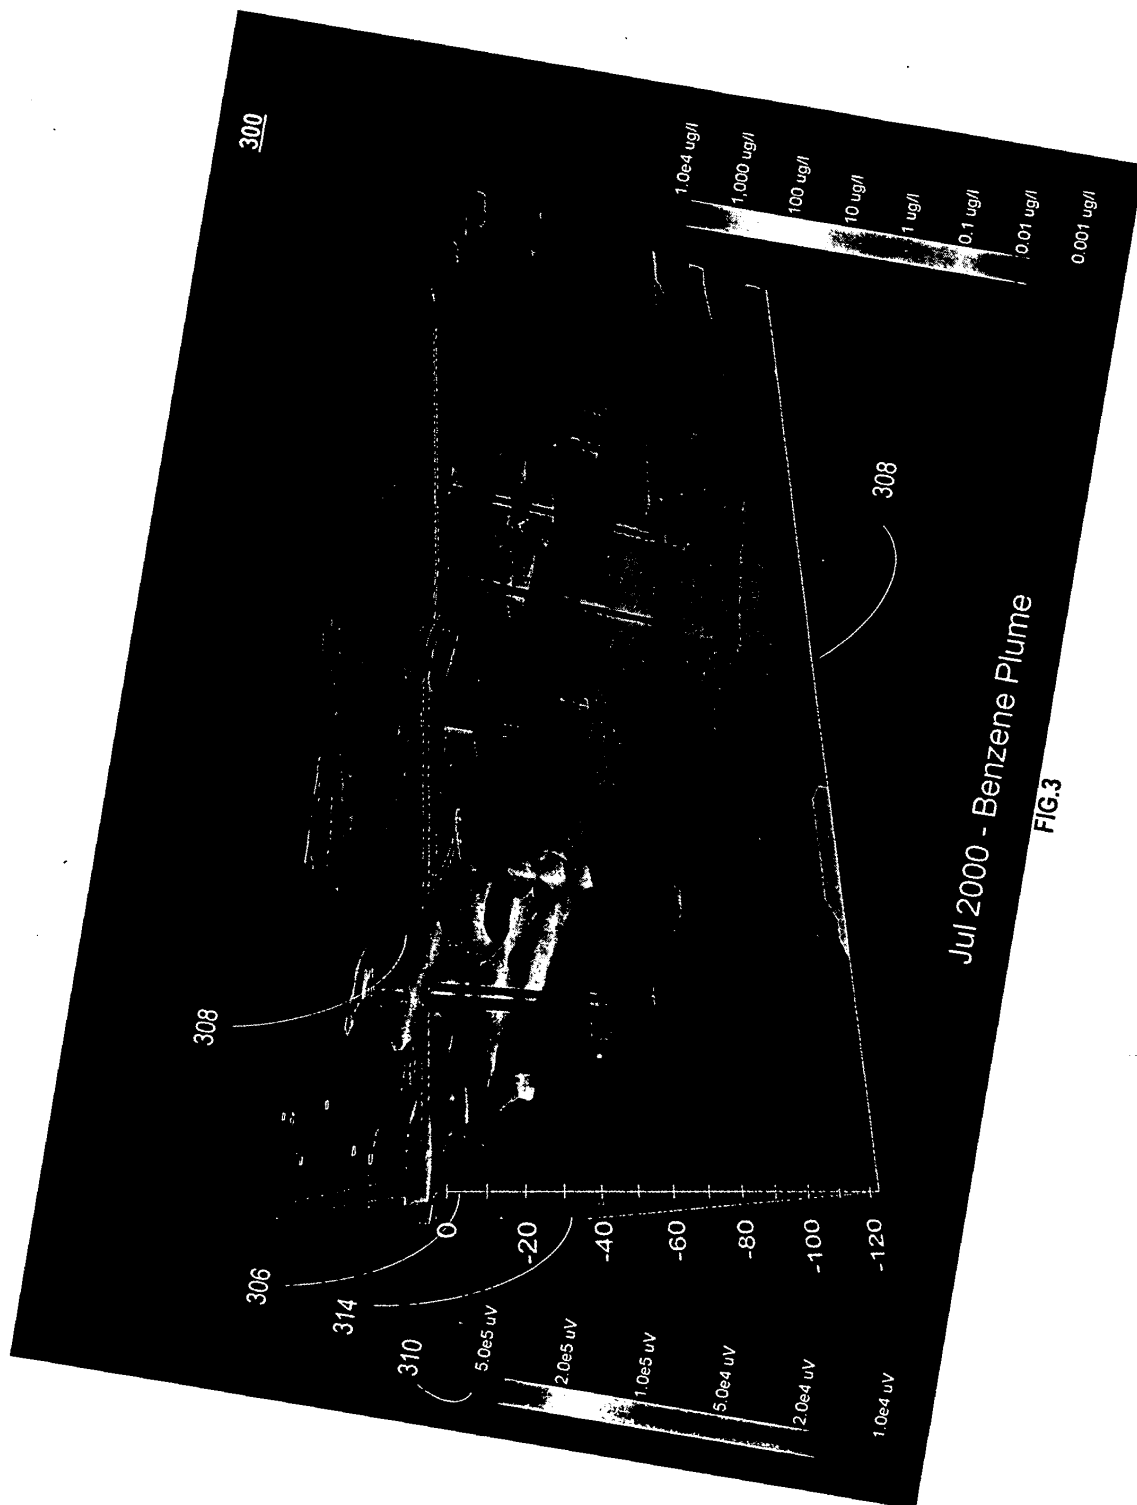 300
308
306
314
310
5.0e5 uV
2.0e5 uV
1.0e5 uV
5.0e4 uV
2.0e4 uV
1.0e4 uV
0
-20
-40
-60
-80
-100
-120
308
1.0e4 ug/l
1,000 ug/l
100 ug/l
10 ug/l
1 ug/l
0.1 ug/l
0.01 ug/l
0.001 ug/l
Jul 2000 - Benzene Plume
FIG.3